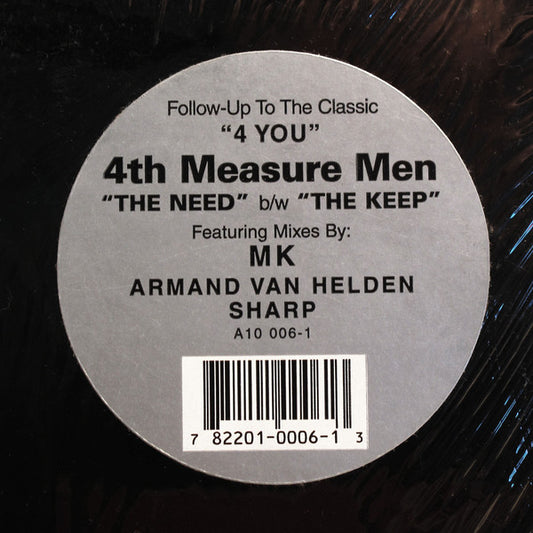 Follow-Up To The Classic
“4 YOU”
4th Measure Men
“THE NEED” b/w “THE KEEP”
Featuring Mixes By:
MK
ARMAND VAN HELDEN
SHARP
A10 006-1
7 82201-0006-1 3